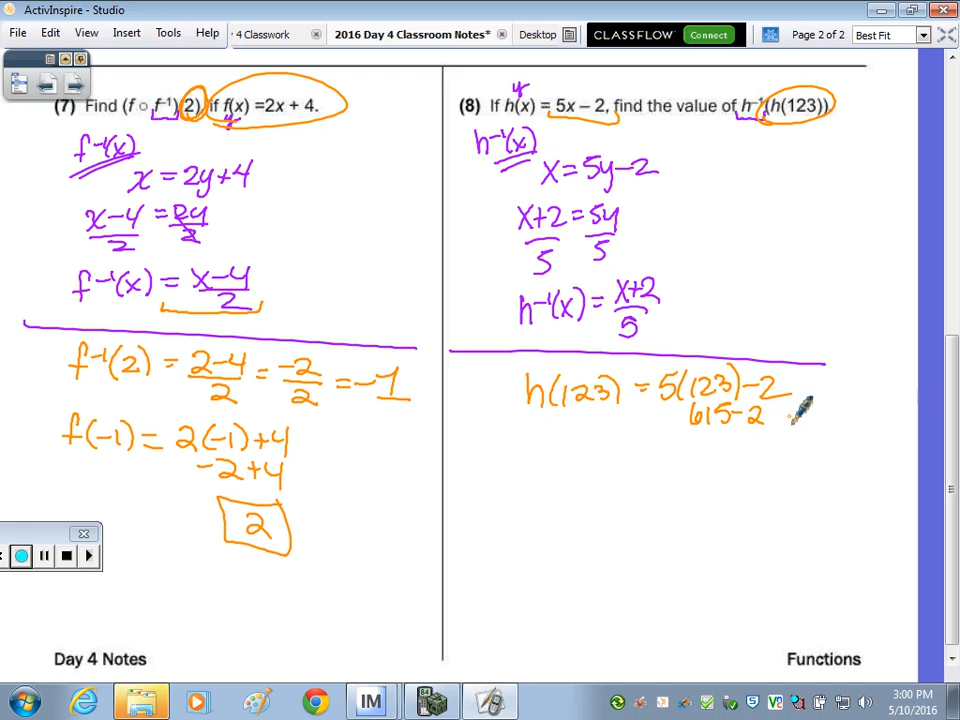 ActivInspire - Studio
File Edit View Insert Tools Help
4 Classwork 2016 Day 4 Classroom Notes* Desktop CLASSFLOW Connect Page 2 of 2 Best Fit
(7) Find (f ∘ f⁻¹)(2) if f(x) =2x + 4.
y
f⁻¹(x)
x = 2y+4
x-4 = 2y
2 2
f⁻¹(x) = x-4
2
f⁻¹(2) = 2-4 = -2 = -1
2 2
f(-1) = 2(-1)+4
-2+4
2
(8) If h(x) = 5x – 2, find the value of h⁻¹(h(123)).
y
h⁻¹(x)
x=5y-2
x+2=5y
5 5
h⁻¹(x) = x+2
5
h(123) = 5(123)-2
615-2
Day 4 Notes
Functions
84
IM
3:00 PM
5/10/2016